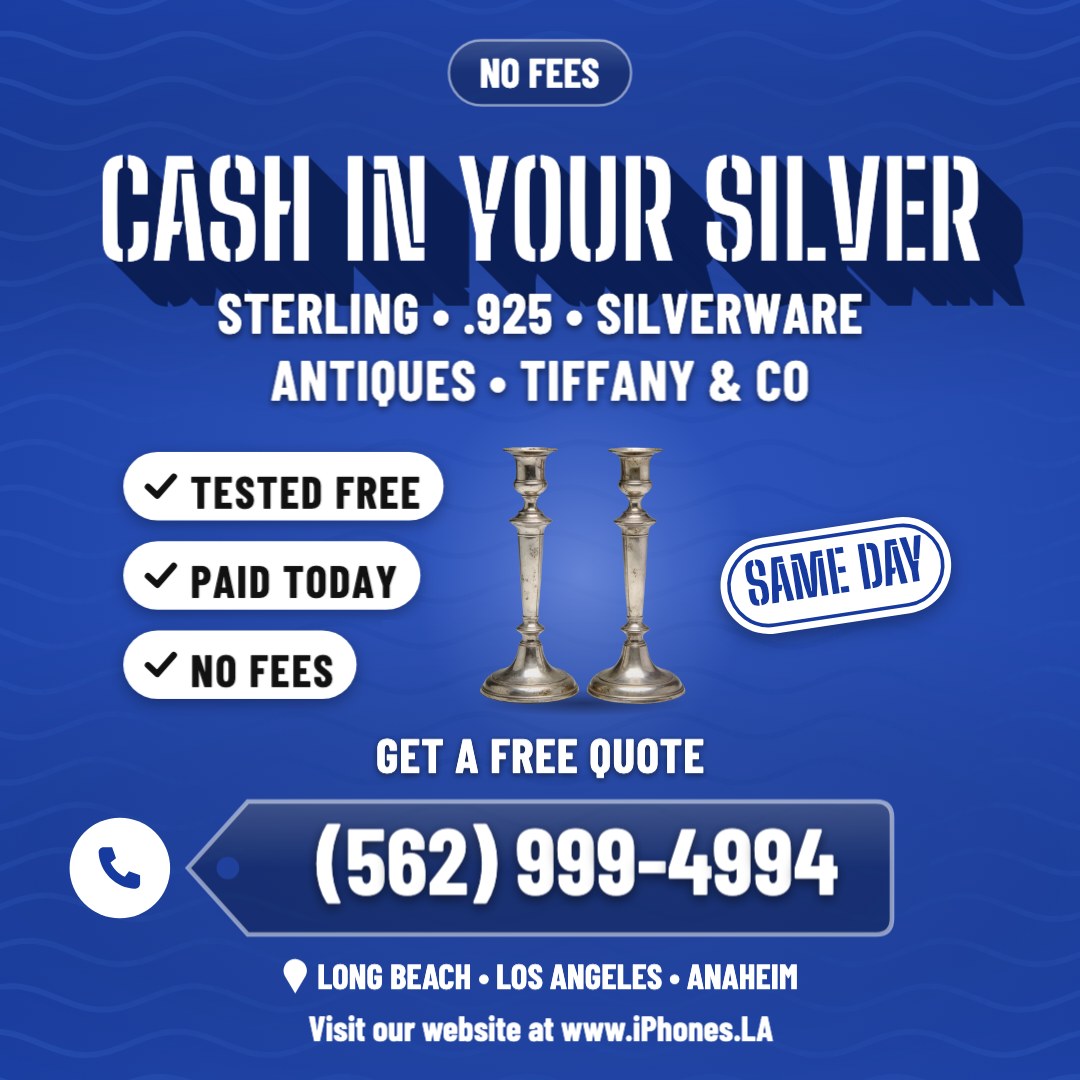 NO FEES
CASH IN YOUR SILVER
STERLING • .925 • SILVERWARE
ANTIQUES • TIFFANY & CO
TESTED FREE
PAID TODAY
NO FEES
SAME DAY
GET A FREE QUOTE
(562) 999-4994
LONG BEACH • LOS ANGELES • ANAHEIM
Visit our website at www.iPhones.LA